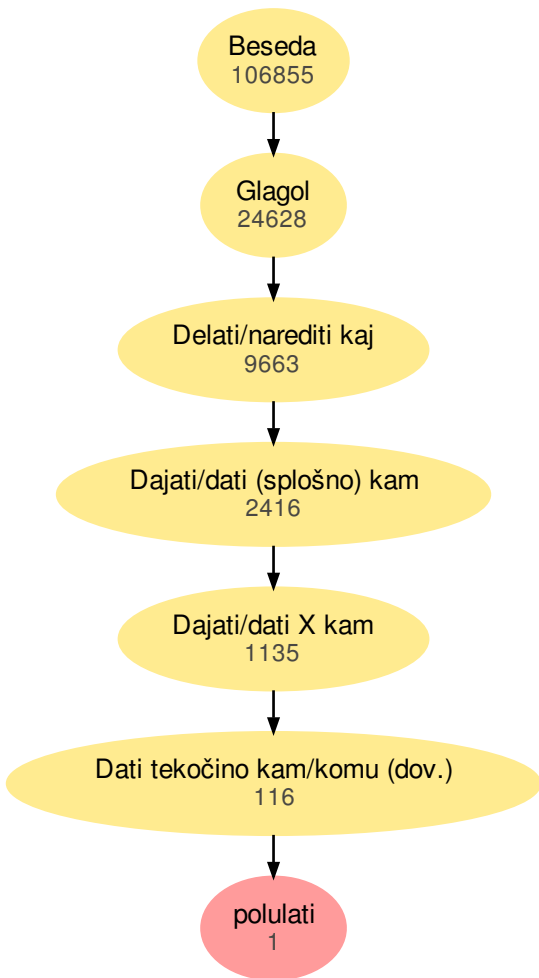 Beseda
106855
Glagol
24628
Delati/narediti kaj
9663
Dajati/dati (splošno) kam
2416
Dajati/dati X kam
1135
Dati tekočino kam/komu (dov.)
116
polulati
1